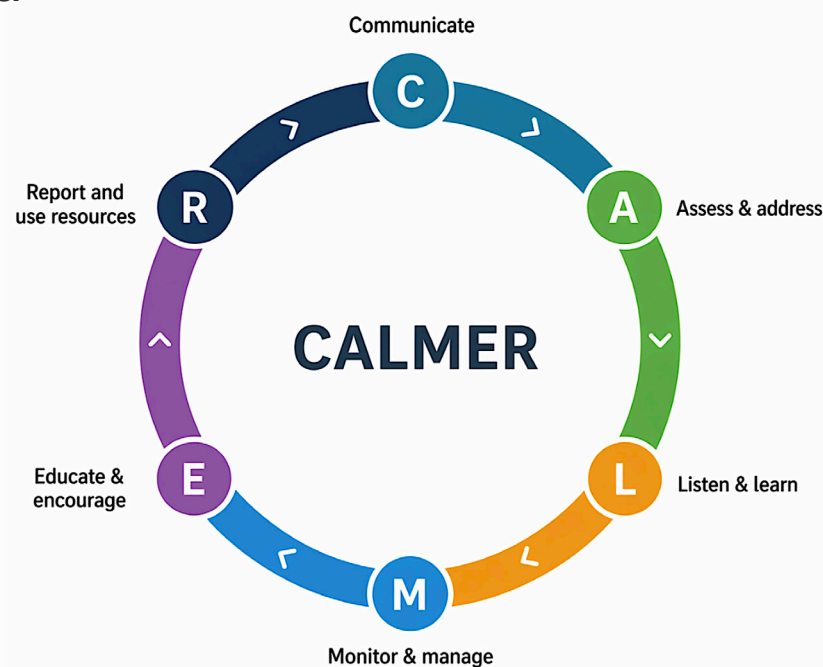 Communicate
C
R
Report and
use resources
A
Assess & address
CALMER
E
Educate &
encourage
L
Listen & learn
M
Monitor & manage